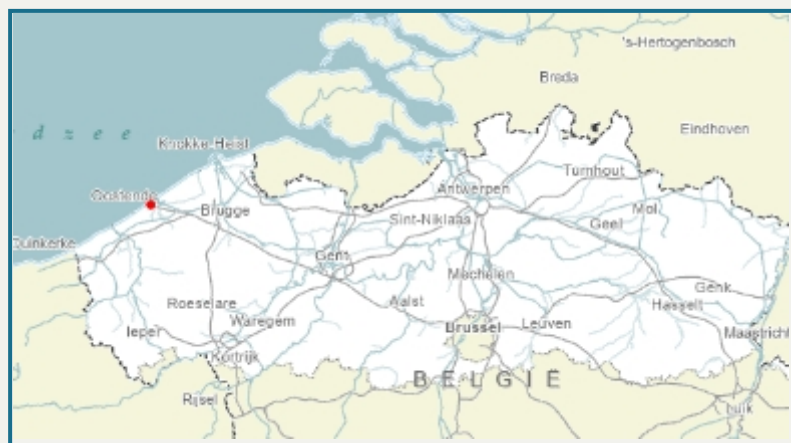 's-Hertogenbosch
Breda
d z e e
Eindhoven
Knokke-Heist
Turnhout
Oostende
Antwerpen
Mol
Brugge
Sint-Niklaas
Geel
Duinkerke
Gent
Mechelen
Genk
Roeselare
Aalst
Hasselt
Waregem
Brussel
Leuven
Ieper
Maastricht
Kortrijk
BELGIË
Rijsel
Luik